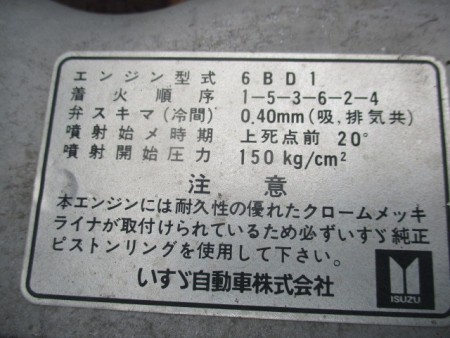 エンジン型式 6BD1
着火順序 1-5-3-6-2-4
弁スキマ(冷間) 0.40mm(吸,排気共)
噴射始メ時期 上死点前 20°
噴射開始圧力 150 kg/cm²
注意
本エンジンには耐久性の優れたクロームメッキ
ライナが取付けられているため必ずいすゞ純正
ピストンリングを使用して下さい。
いすゞ自動車株式会社
ISUZU